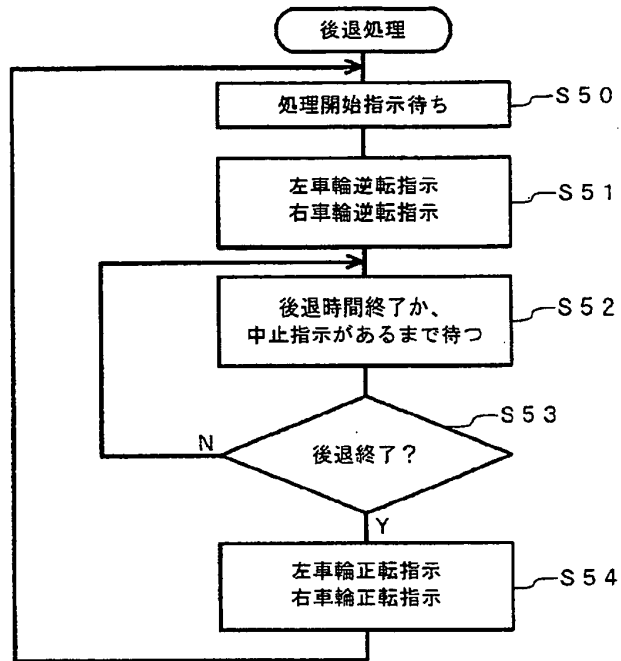 後退処理
処理開始指示待ち
S50
左車輪逆転指示
右車輪逆転指示
S51
後退時間終了か、
中止指示があるまで待つ
S52
S53
N
後退終了?
Y
左車輪正転指示
右車輪正転指示
S54